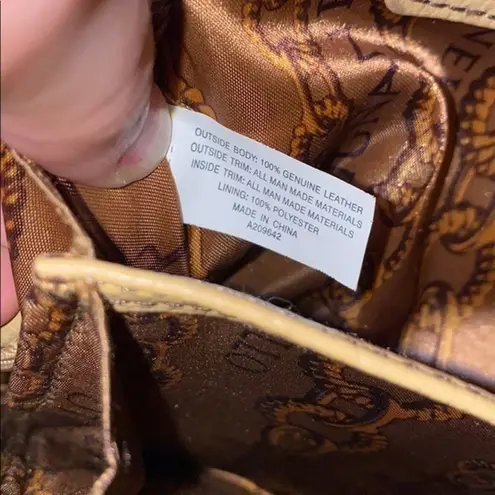 OUTSIDE BODY: 100% GENUINE LEATHER
OUTSIDE TRIM: ALL MAN MADE MATERIALS
INSIDE TRIM: ALL MAN MADE MATERIALS
LINING: 100% POLYESTER
MADE IN CHINA
A209642